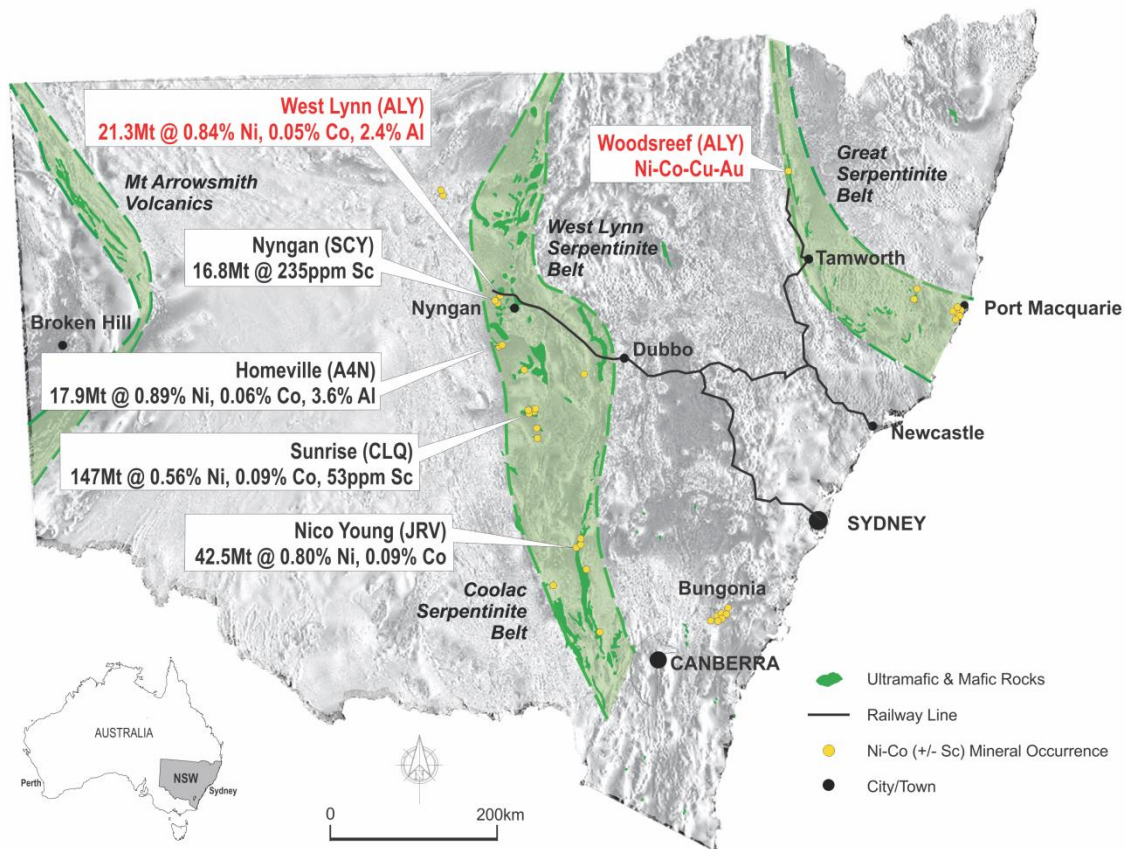 West Lynn (ALY)
21.3Mt @ 0.84% Ni, 0.05% Co, 2.4% Al
Woodsreef (ALY)
Ni-Co-Cu-Au
Great
Serpentinite
Belt
Mt Arrowsmith
Volcanics
West Lynn
Serpentinite
Belt
Nyngan (SCY)
16.8Mt @ 235ppm Sc
Tamworth
Nyngan
Port Macquarie
Broken Hill
Dubbo
Homeville (A4N)
17.9Mt @ 0.89% Ni, 0.06% Co, 3.6% Al
Newcastle
Sunrise (CLQ)
147Mt @ 0.56% Ni, 0.09% Co, 53ppm Sc
SYDNEY
Nico Young (JRV)
42.5Mt @ 0.80% Ni, 0.09% Co
Coolac
Serpentinite
Belt
Bungonia
CANBERRA
Ultramafic & Mafic Rocks
Railway Line
Ni-Co (+/- Sc) Mineral Occurrence
City/Town
AUSTRALIA
NSW
Perth
Sydney
0
200km